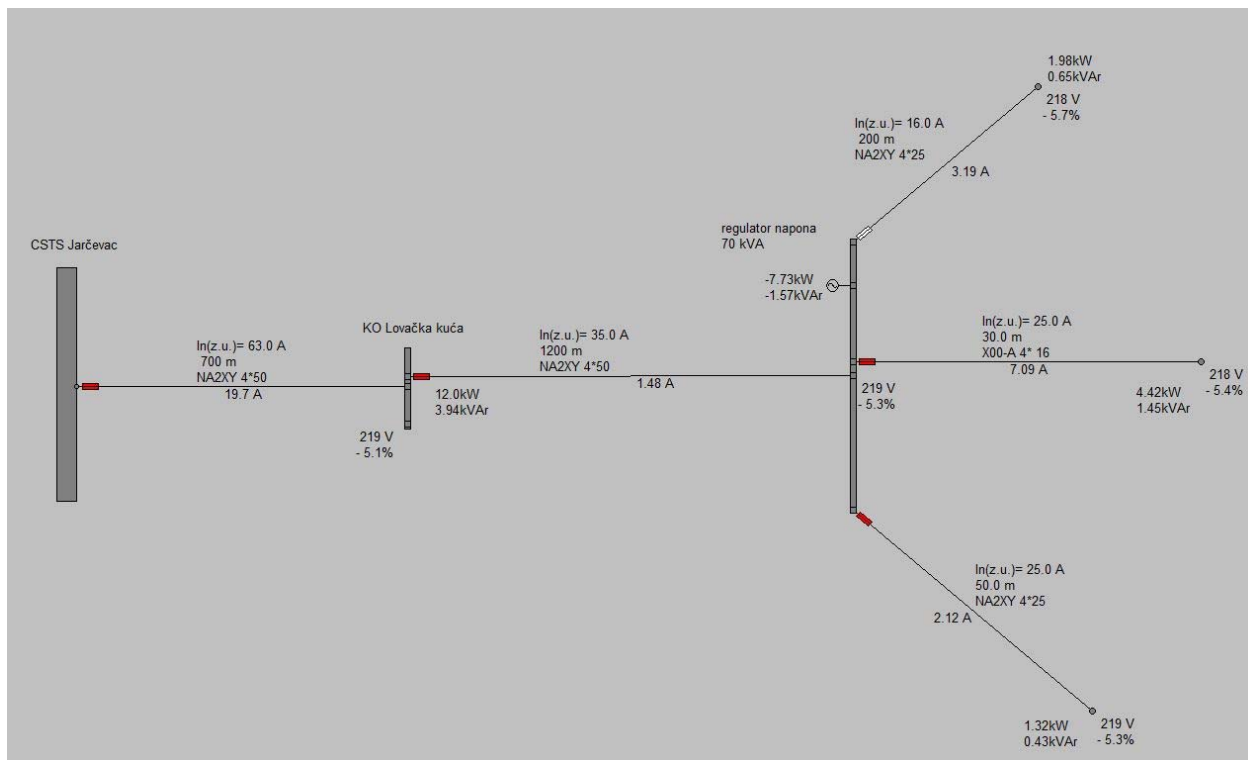 CSTS Jarčevac
In(z.u.)= 63.0 A
700 m
NA2XY 4*50
19.7 A
KO Lovačka kuća
12.0kW
3.94kVAr
219 V
- 5.1%
In(z.u.)= 35.0 A
1200 m
NA2XY 4*50
1.48 A
regulator napona
70 kVA
-7.73kW
-1.57kVAr
219 V
- 5.3%
In(z.u.)= 16.0 A
200 m
NA2XY 4*25
3.19 A
1.98kW
0.65kVAr
218 V
- 5.7%
In(z.u.)= 25.0 A
30.0 m
X00-A 4* 16
7.09 A
4.42kW
1.45kVAr
218 V
- 5.4%
In(z.u.)= 25.0 A
50.0 m
NA2XY 4*25
2.12 A
1.32kW
0.43kVAr
219 V
- 5.3%